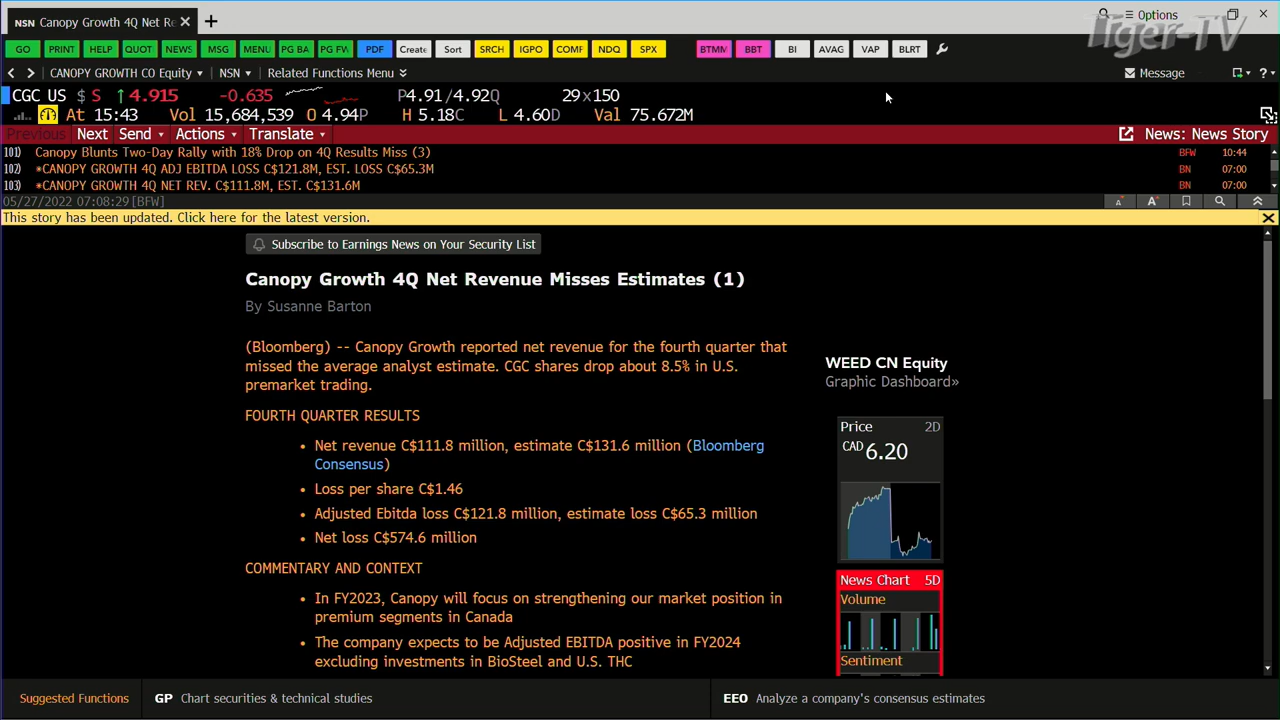 NSN Canopy Growth 4Q Net Re
Options
Tiger-TV
GO PRINT HELP QUOT NEWS MSG MENU PG BA PG FW PDF Create Sort SRCH IGPO COMF NDQ SPX BTMM BBT BI AVAG VAP BLRT
CANOPY GROWTH CO Equity NSN Related Functions Menu Message ?
CGC US $ S ↑ 4.915 -0.635 P4.91/4.92Q 29x150
At 15:43 Vol 15,684,539 O 4.94P H 5.18C L 4.60D Val 75.672M
Previous Next Send Actions Translate News: News Story
101) Canopy Blunts Two-Day Rally with 18% Drop on 4Q Results Miss (3) BFW 10:44
102) *CANOPY GROWTH 4Q ADJ EBITDA LOSS C$121.8M, EST. LOSS C$65.3M BN 07:00
103) *CANOPY GROWTH 4Q NET REV. C$111.8M, EST. C$131.6M BN 07:00
05/27/2022 07:08:29 [BFW] A A
This story has been updated. Click here for the latest version.
Subscribe to Earnings News on Your Security List
Canopy Growth 4Q Net Revenue Misses Estimates (1)
By Susanne Barton
(Bloomberg) -- Canopy Growth reported net revenue for the fourth quarter that
missed the average analyst estimate. CGC shares drop about 8.5% in U.S.
premarket trading.
FOURTH QUARTER RESULTS
• Net revenue C$111.8 million, estimate C$131.6 million (Bloomberg
Consensus)
• Loss per share C$1.46
• Adjusted Ebitda loss C$121.8 million, estimate loss C$65.3 million
• Net loss C$574.6 million
COMMENTARY AND CONTEXT
• In FY2023, Canopy will focus on strengthening our market position in
premium segments in Canada
• The company expects to be Adjusted EBITDA positive in FY2024
excluding investments in BioSteel and U.S. THC
WEED CN Equity
Graphic Dashboard»
Price 2D
CAD 6.20
News Chart 5D
Volume
Sentiment
Suggested Functions GP Chart securities & technical studies EEO Analyze a company's consensus estimates